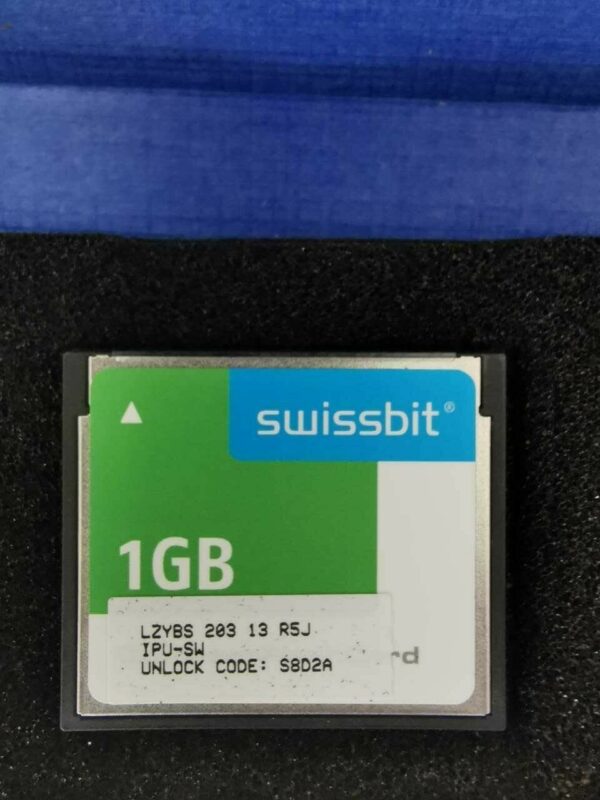 swissbit®
1GB
LZYBS 203 13 R5J
IPU-SW
UNLOCK CODE: S8D2A